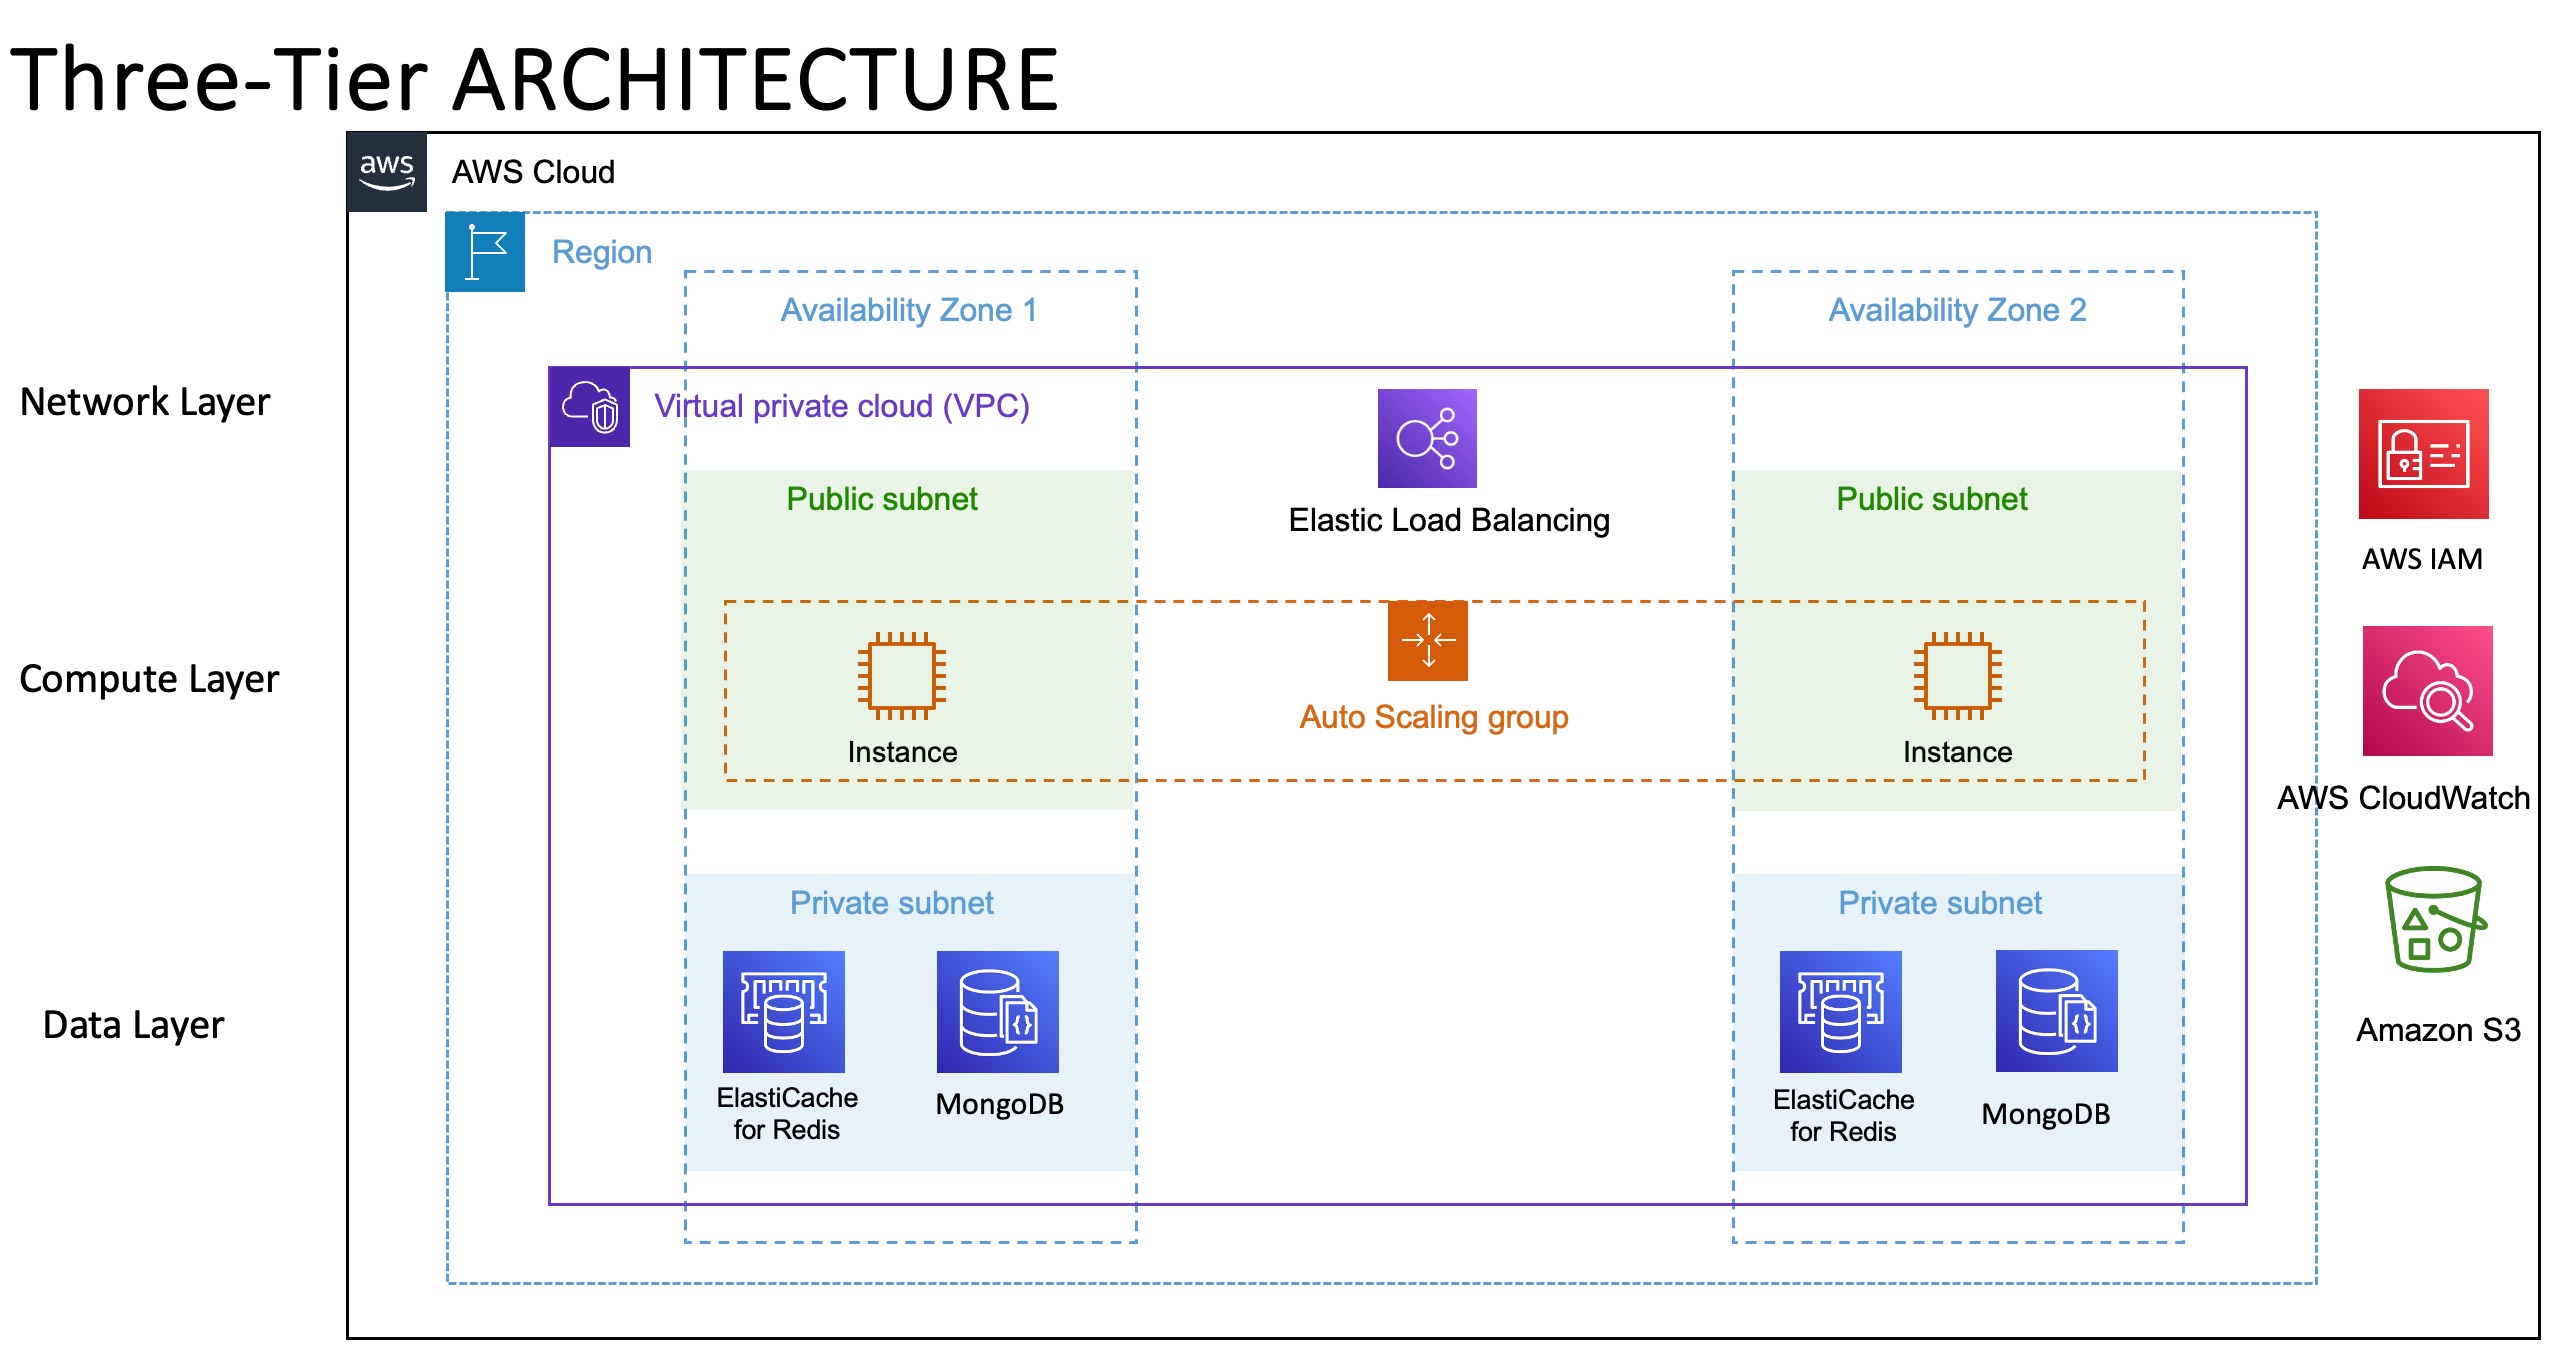 Three-Tier ARCHITECTURE
aws
AWS Cloud
Region
Availability Zone 1
Availability Zone 2
Network Layer
Virtual private cloud (VPC)
Public subnet
Elastic Load Balancing
Public subnet
AWS IAM
Compute Layer
Instance
Auto Scaling group
Instance
AWS CloudWatch
Data Layer
Private subnet
Private subnet
ElastiCache
for Redis
MongoDB
ElastiCache
for Redis
MongoDB
Amazon S3